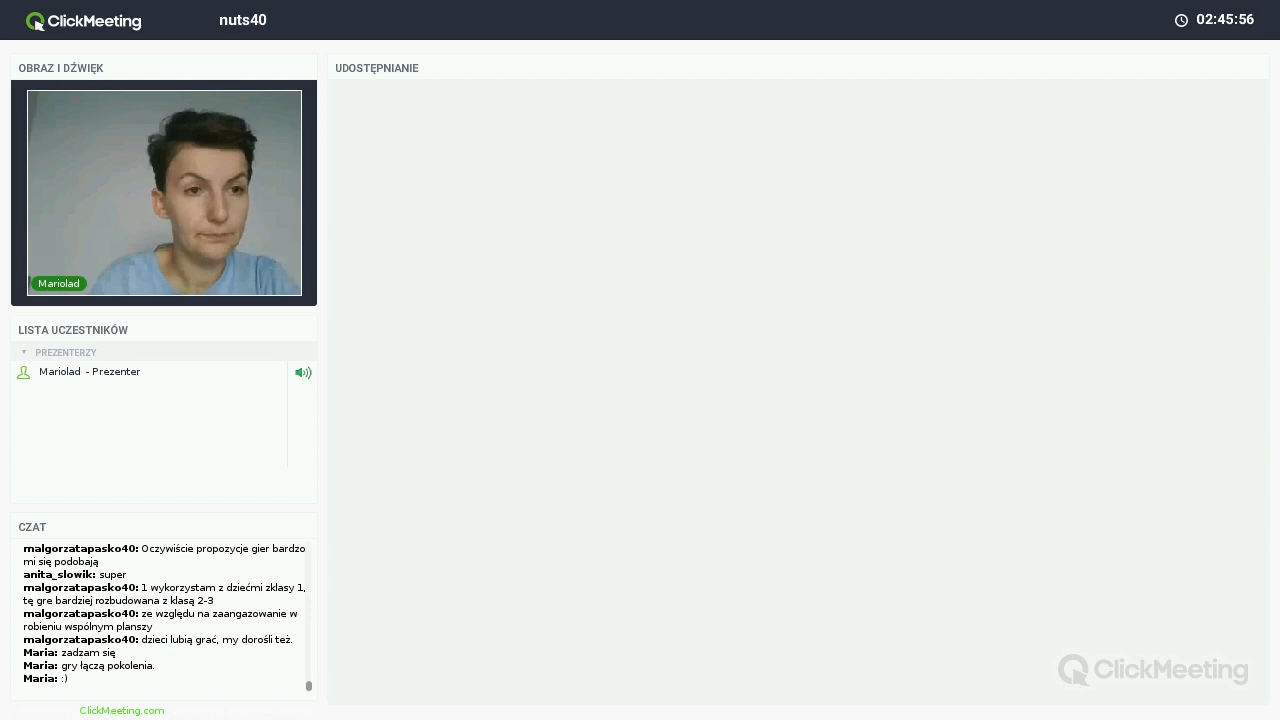 ClickMeeting
nuts40
02:45:56
OBRAZ I DŹWIĘK
Mariolad
LISTA UCZESTNIKÓW
PREZENTERZY
Mariolad - Prezenter
CZAT
malgorzatapasko40: Oczywiście propozycje gier bardzo
mi się podobają
anita_slowik: super
malgorzatapasko40: 1 wykorzystam z dziećmi zklasy 1,
tę gre bardziej rozbudowana z klasą 2-3
malgorzatapasko40: ze względu na zaangazowanie w
robieniu wspólnym planszy
malgorzatapasko40: dzieci lubią grać, my dorośli też.
Maria: zadzam się
Maria: gry łączą pokolenia.
Maria: :)
ClickMeeting.com
UDOSTĘPNIANIE
ClickMeeting